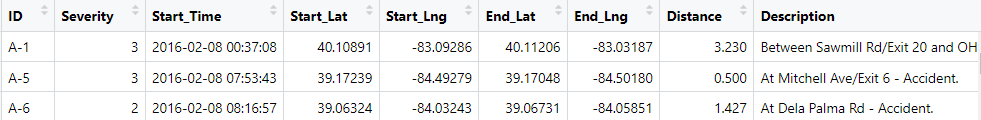 ID Severity Start_Time Start_Lat Start_Lng End_Lat End_Lng Distance Description
A-1 3 2016-02-08 00:37:08 40.10891 -83.09286 40.11206 -83.03187 3.230 Between Sawmill Rd/Exit 20 and OH
A-5 3 2016-02-08 07:53:43 39.17239 -84.49279 39.17048 -84.50180 0.500 At Mitchell Ave/Exit 6 - Accident.
A-6 2 2016-02-08 08:16:57 39.06324 -84.03243 39.06731 -84.05851 1.427 At Dela Palma Rd - Accident.